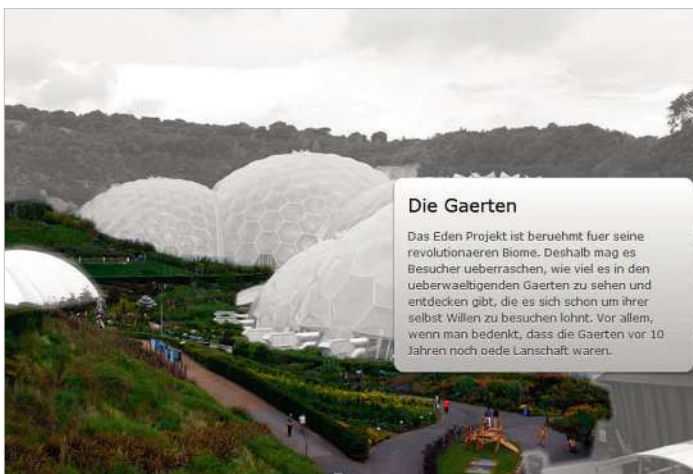 Die Gaerten
Das Eden Projekt ist beruehmt fuer seine
revolutionaeren Biome. Deshalb mag es
Besucher ueberraschen, wie viel es in den
ueberwaeltigenden Gaerten zu sehen und
entdecken gibt, die es sich schon um ihrer
selbst Willen zu besuchen lohnt. Vor allem,
wenn man bedenkt, dass die Gaerten vor 10
Jahren noch oede Lanschaft waren.